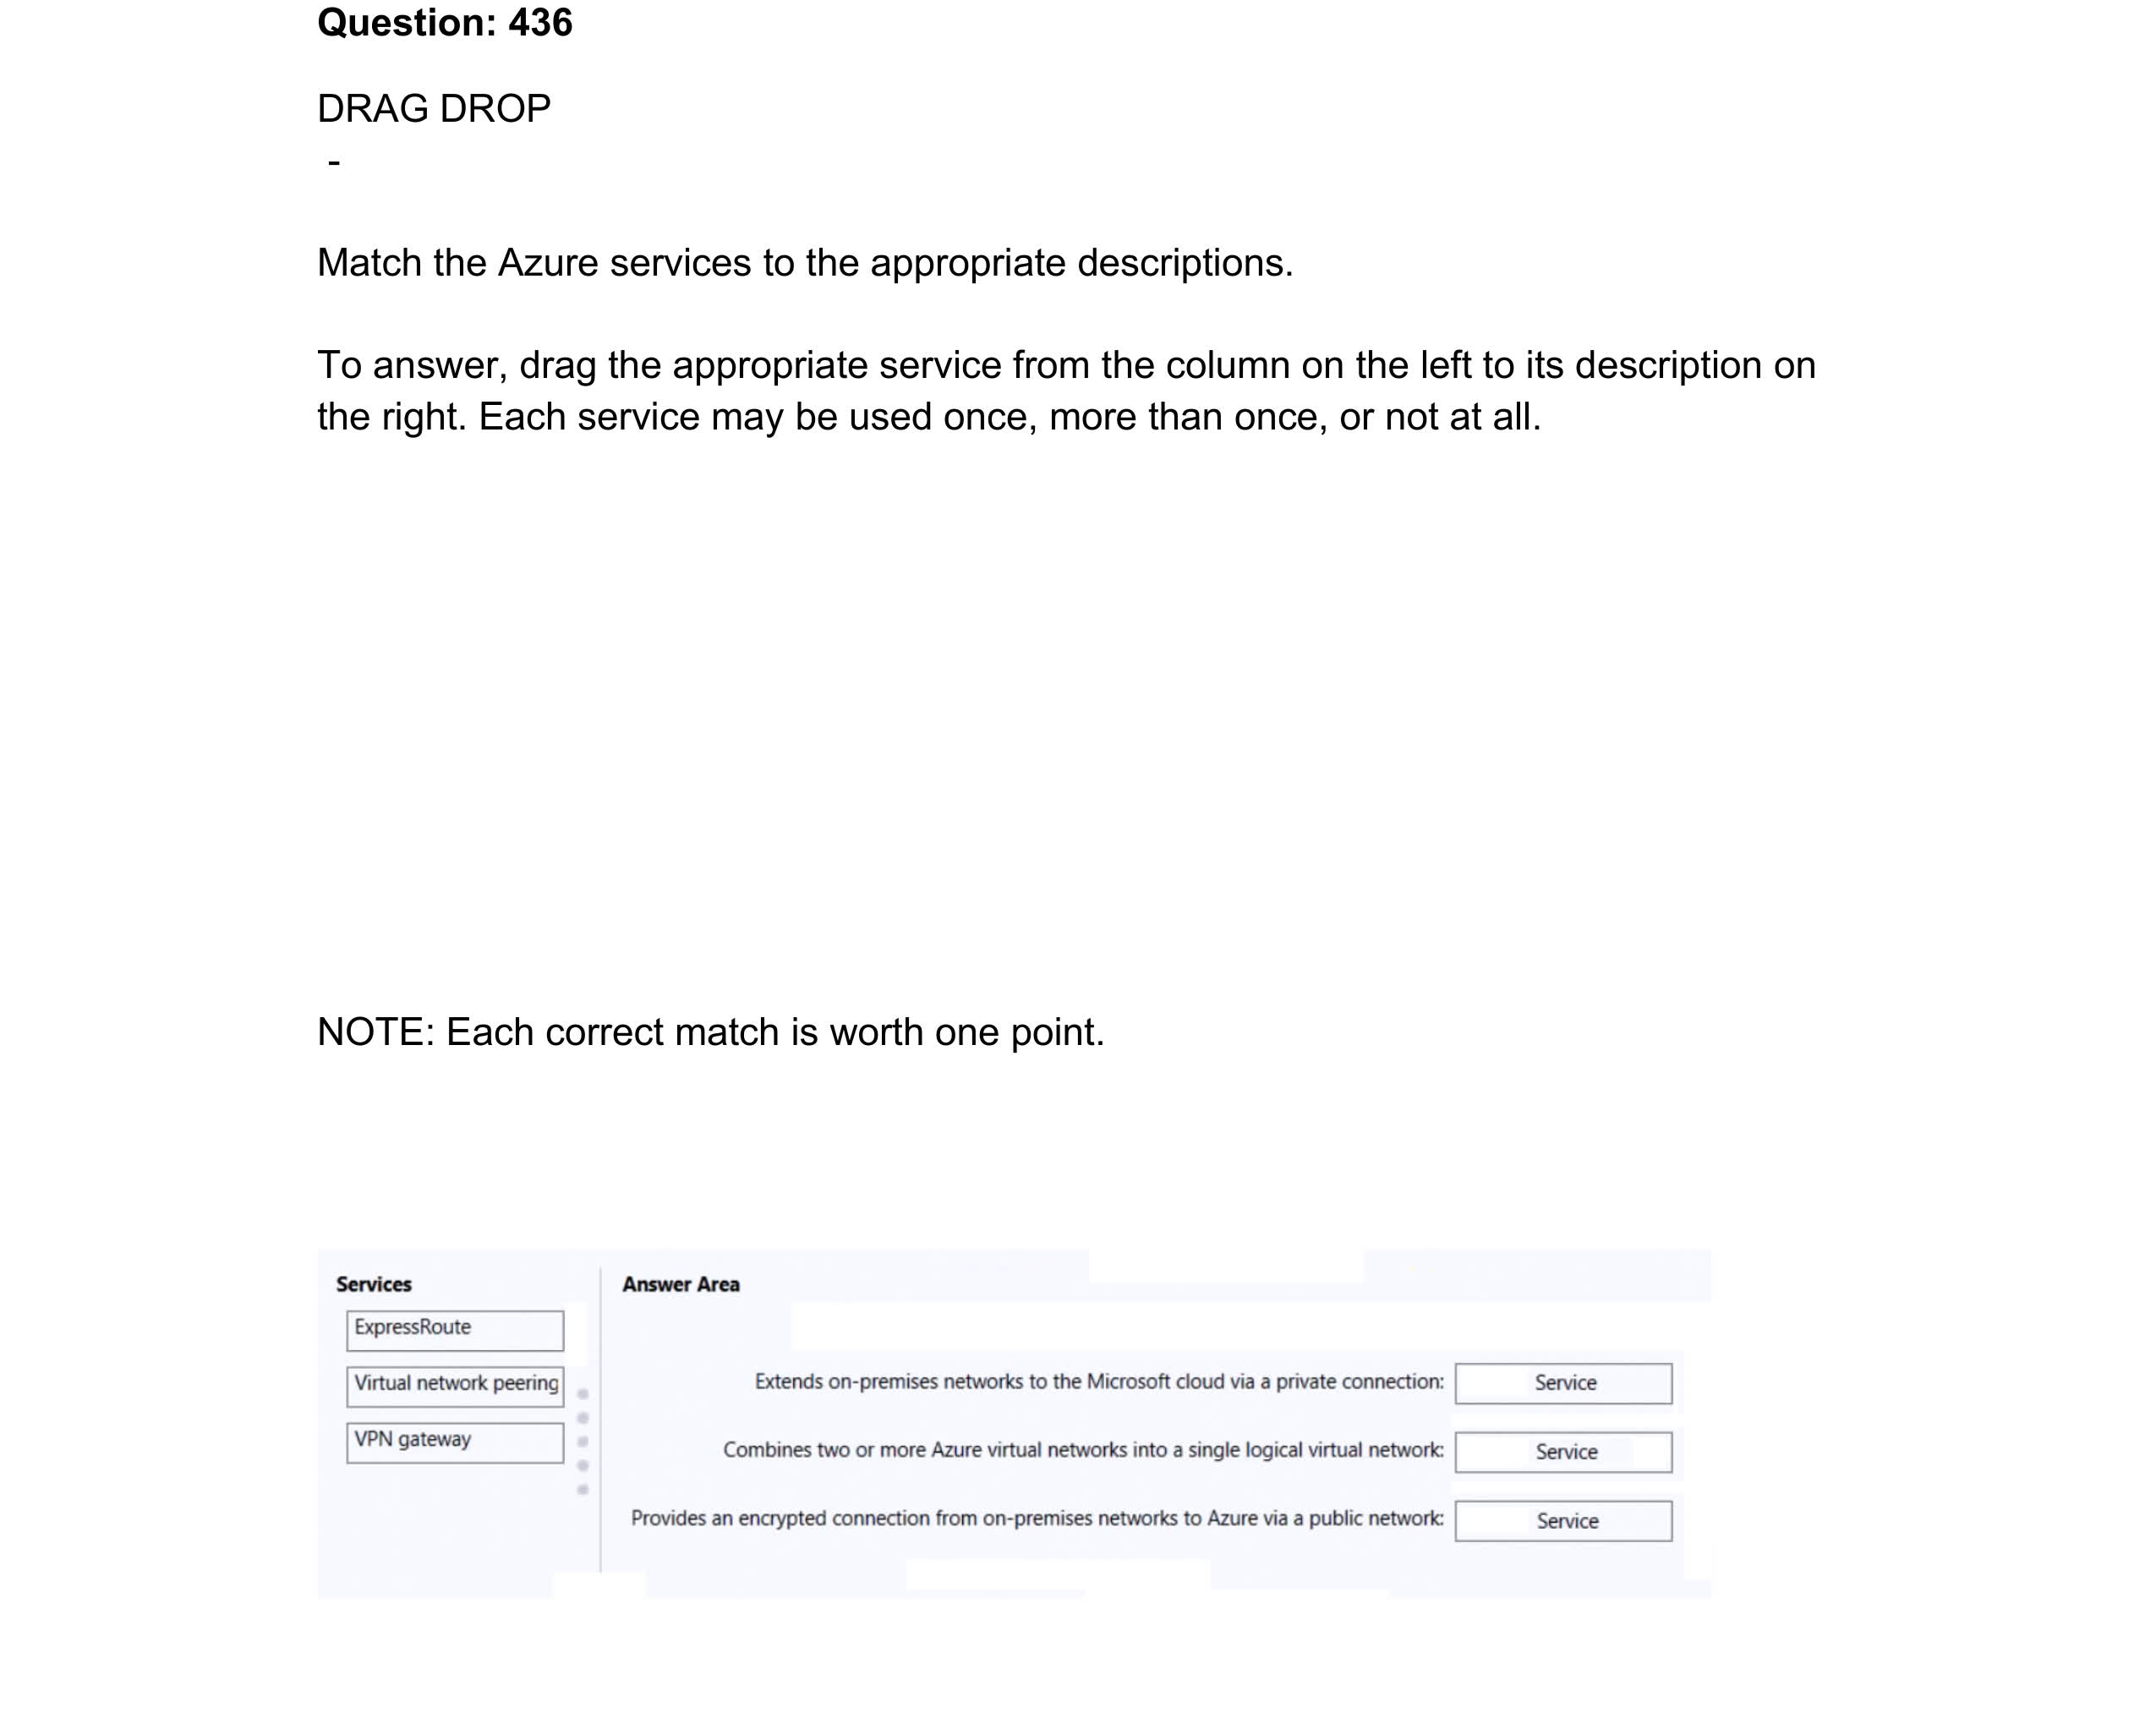 Question: 436
DRAG DROP
-
Match the Azure services to the appropriate descriptions.
To answer, drag the appropriate service from the column on the left to its description on
the right. Each service may be used once, more than once, or not at all.
NOTE: Each correct match is worth one point.
Services
ExpressRoute
Virtual network peering
VPN gateway
Answer Area
Extends on-premises networks to the Microsoft cloud via a private connection: Service
Combines two or more Azure virtual networks into a single logical virtual network: Service
Provides an encrypted connection from on-premises networks to Azure via a public network: Service